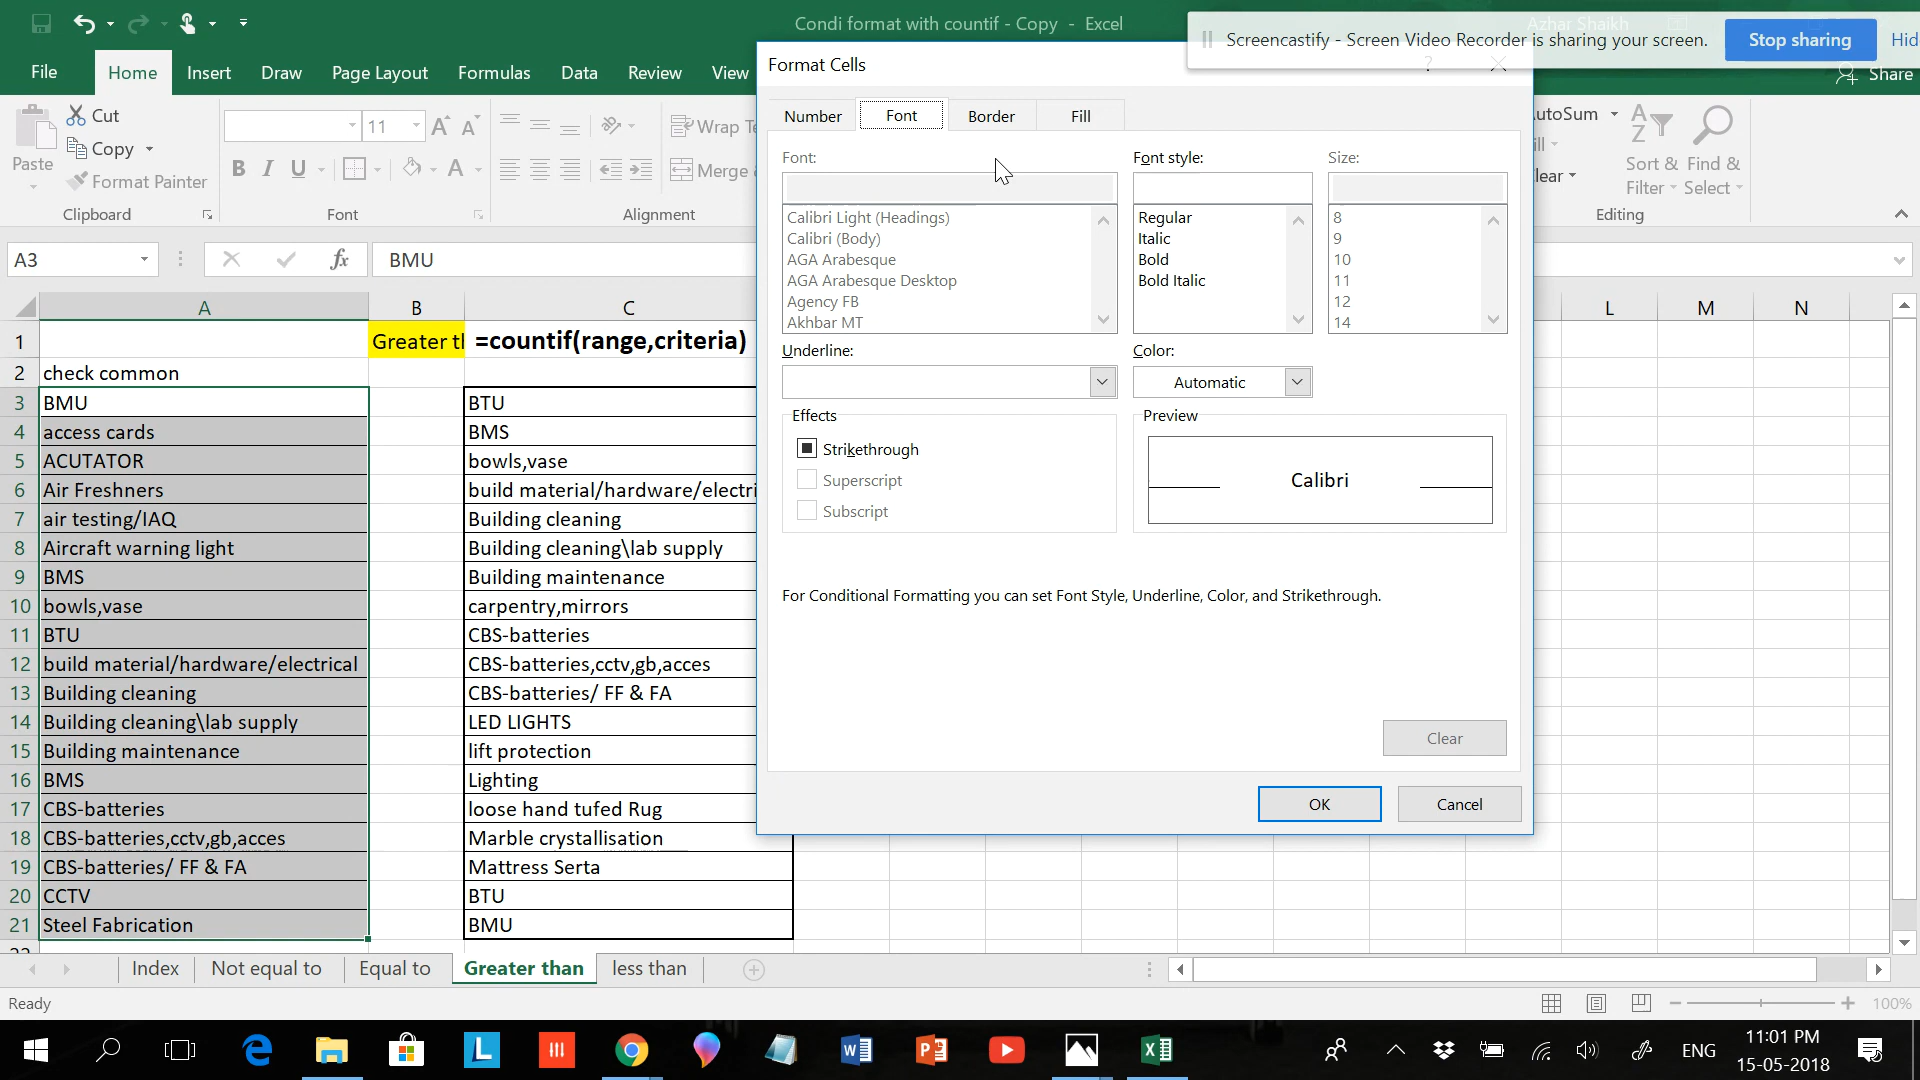 Condi format with countif - Copy - Excel
Azhar Shaikh
Screencastify - Screen Video Recorder is sharing your screen.
Stop sharing
Hid
File
Home
Insert
Draw
Page Layout
Formulas
Data
Review
View
Share
Paste
Cut
Copy
Format Painter
Clipboard
11
B I U
Font
Wrap Te
Merge
Alignment
utoSum
ill
lear
Sort & Filter
Find & Select
Editing
A3
fx
BMU
A B C L M N
1 Greater th =countif(range,criteria)
2 check common
3 BMU BTU
4 access cards BMS
5 ACUTATOR bowls,vase
6 Air Freshners build material/hardware/electri
7 air testing/IAQ Building cleaning
8 Aircraft warning light Building cleaning\lab supply
9 BMS Building maintenance
10 bowls,vase carpentry,mirrors
11 BTU CBS-batteries
12 build material/hardware/electrical CBS-batteries,cctv,gb,acces
13 Building cleaning CBS-batteries/ FF & FA
14 Building cleaning\lab supply LED LIGHTS
15 Building maintenance lift protection
16 BMS Lighting
17 CBS-batteries loose hand tufed Rug
18 CBS-batteries,cctv,gb,acces Marble crystallisation
19 CBS-batteries/ FF & FA Mattress Serta
20 CCTV BTU
21 Steel Fabrication BMU
Format Cells
?
Number
Font
Border
Fill
Font:
Calibri Light (Headings)
Calibri (Body)
AGA Arabesque
AGA Arabesque Desktop
Agency FB
Akhbar MT
Font style:
Regular
Italic
Bold
Bold Italic
Size:
8
9
10
11
12
14
Underline:
Color:
Automatic
Effects
Strikethrough
Superscript
Subscript
Preview
Calibri
For Conditional Formatting you can set Font Style, Underline, Color, and Strikethrough.
Clear
OK
Cancel
Index
Not equal to
Equal to
Greater than
less than
Ready
100%
ENG
11:01 PM
15-05-2018